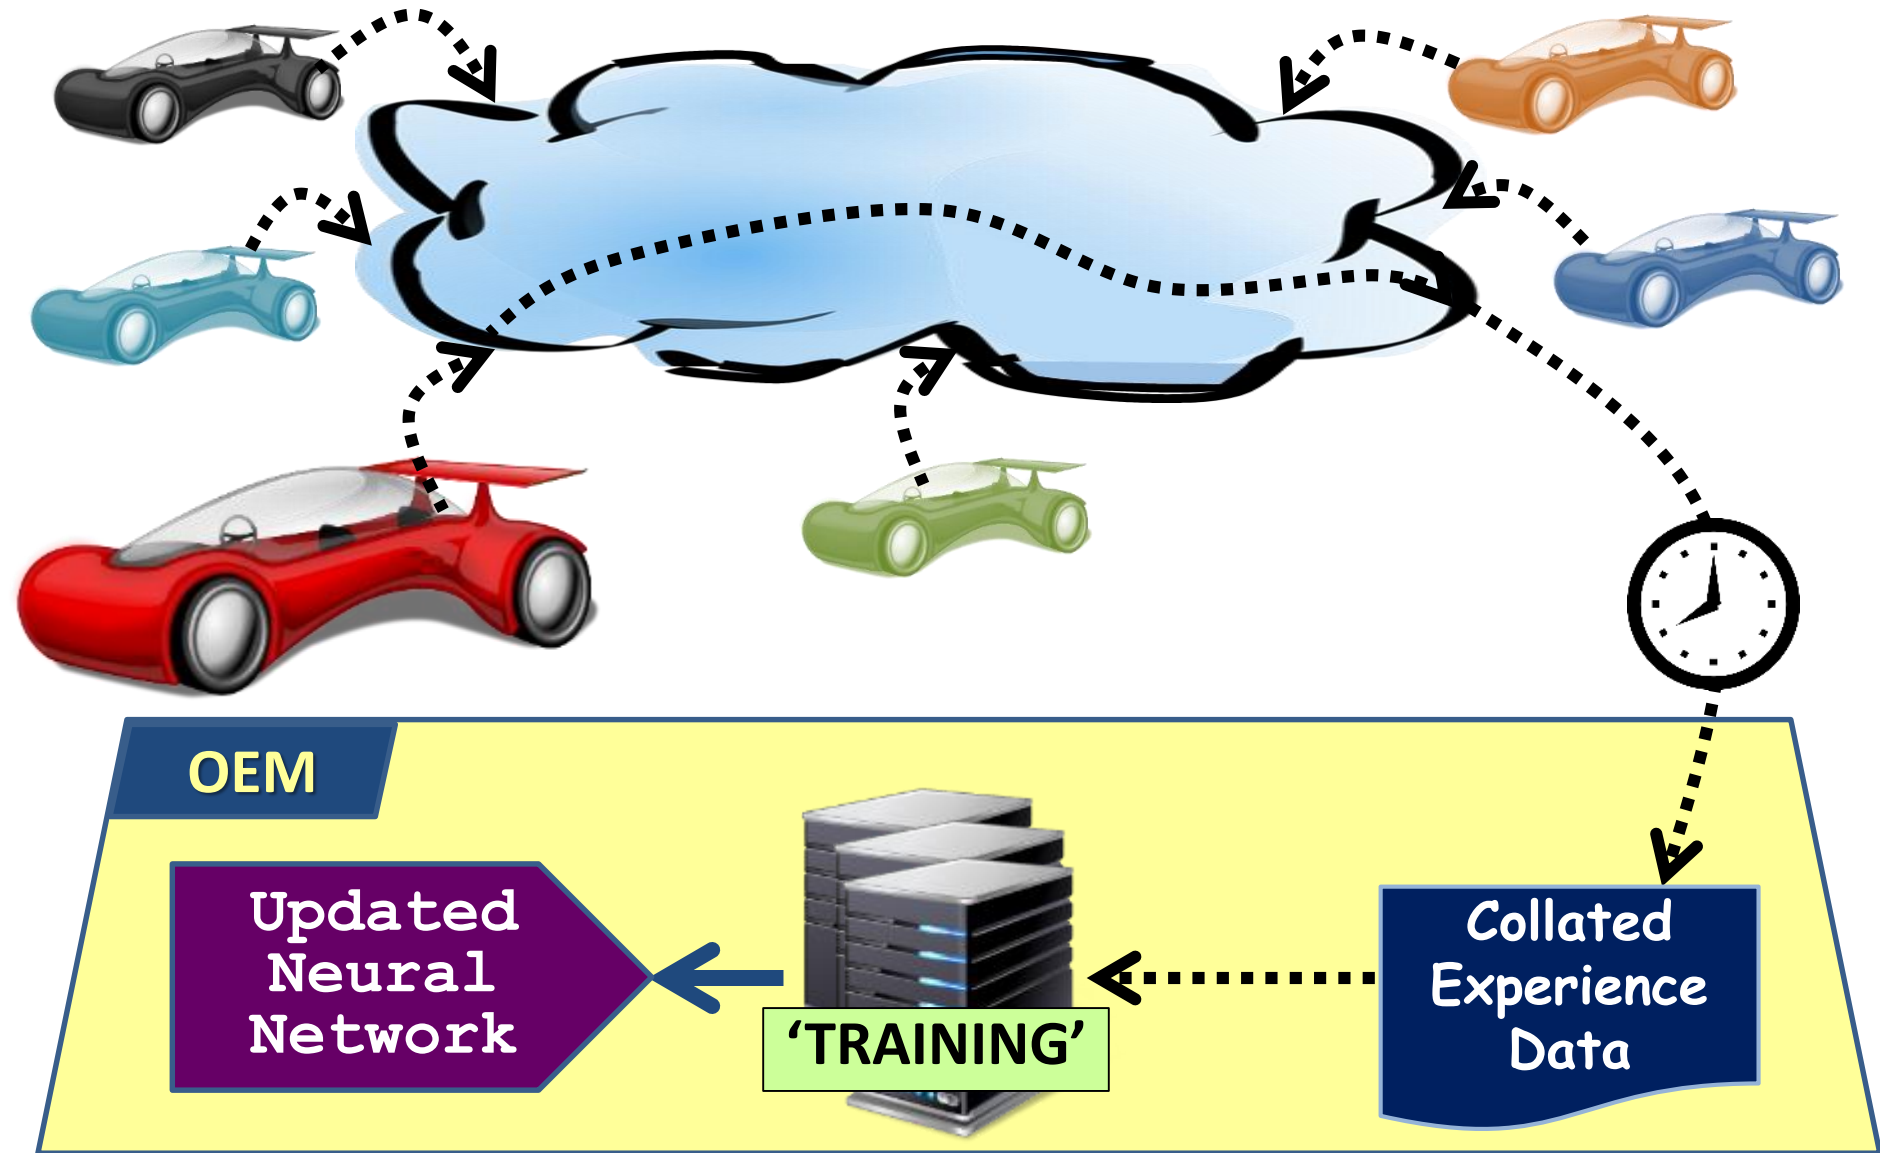 OEM
Updated
Neural
Network
‘TRAINING’
Collated
Experience
Data